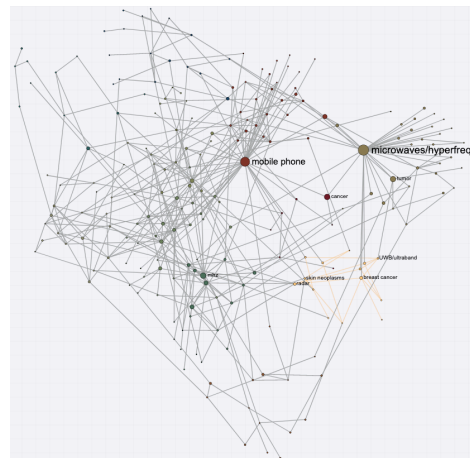 microwaves/hyperfreq
mobile phone
tumor
cancer
UWB/ultraband
skin neoplasms
breast cancer
radar